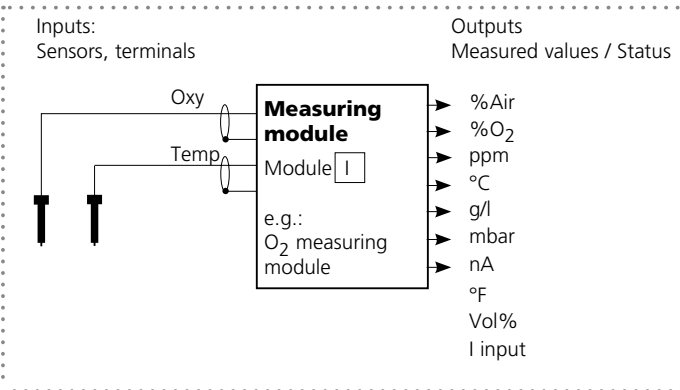 Inputs:
Sensors, terminals
Outputs
Measured values / Status
Oxy
Temp
Measuring
module
Module I
e.g.:
O₂ measuring
module
%Air
%O₂
ppm
°C
g/l
mbar
nA
°F
Vol%
I input